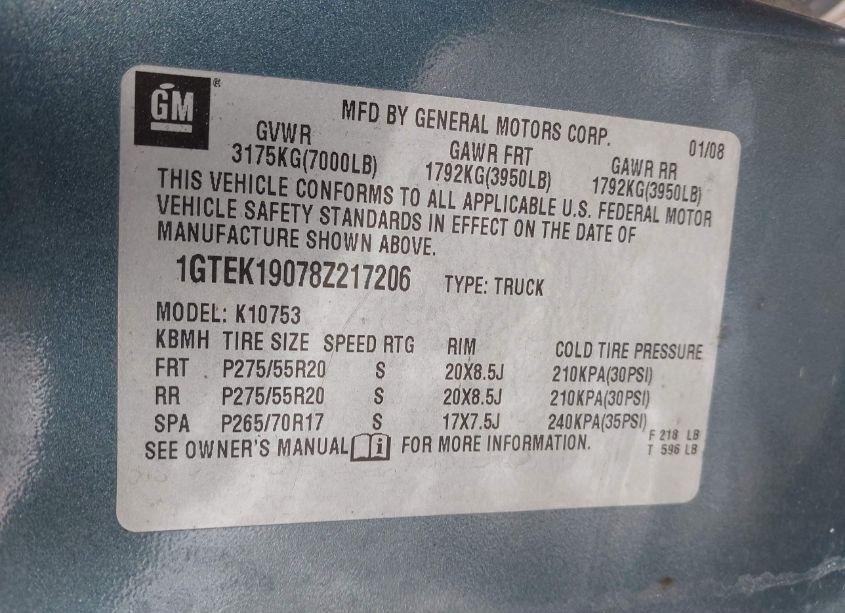 GM ®
MFD BY GENERAL MOTORS CORP. 01/08
GVWR GAWR FRT GAWR RR
3175KG(7000LB) 1792KG(3950LB) 1792KG(3950LB)
THIS VEHICLE CONFORMS TO ALL APPLICABLE U.S. FEDERAL MOTOR
VEHICLE SAFETY STANDARDS IN EFFECT ON THE DATE OF
MANUFACTURE SHOWN ABOVE.
1GTEK19078Z217206 TYPE: TRUCK
MODEL: K10753
KBMH TIRE SIZE SPEED RTG RIM COLD TIRE PRESSURE
FRT P275/55R20 S 20X8.5J 210KPA(30PSI)
RR P275/55R20 S 20X8.5J 210KPA(30PSI)
SPA P265/70R17 S 17X7.5J 240KPA(35PSI)
SEE OWNER'S MANUAL i FOR MORE INFORMATION.
F 218 LB
T 596 LB